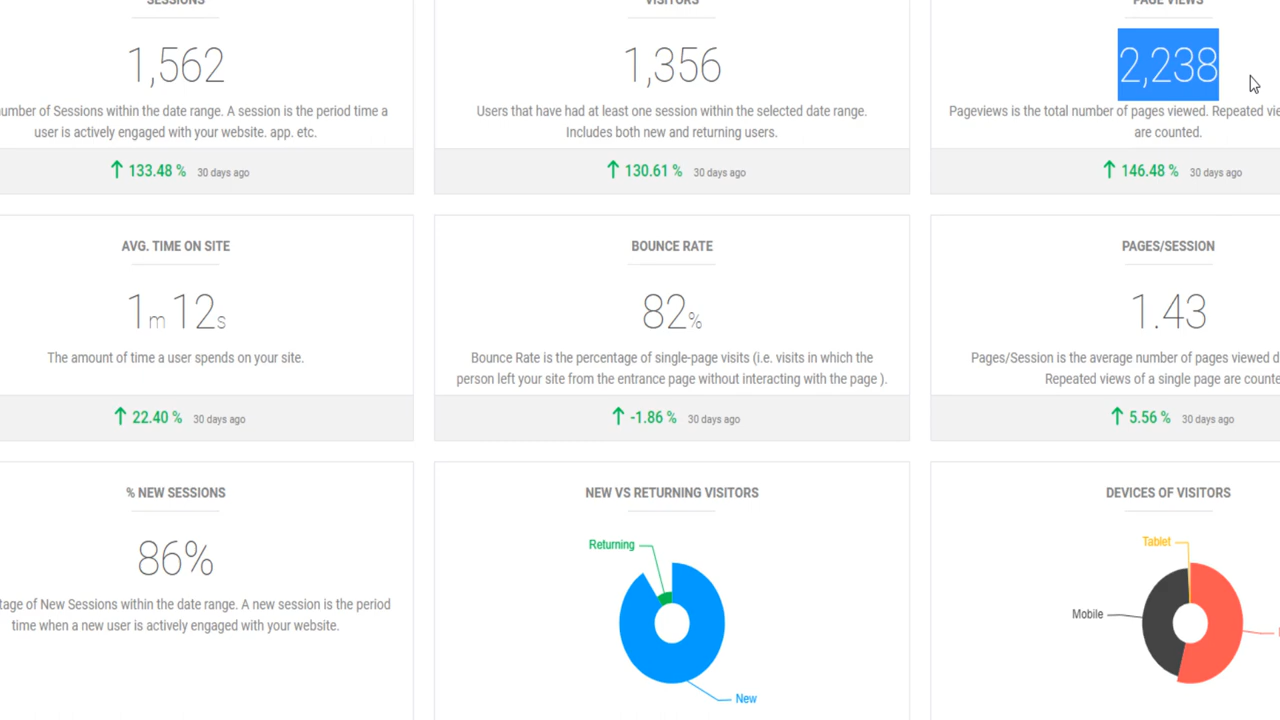 SESSIONS
VISITORS
PAGE VIEWS
1,562
1,356
2,238
number of Sessions within the date range. A session is the period time a
user is actively engaged with your website. app. etc.
Users that have had at least one session within the selected date range.
Includes both new and returning users.
Pageviews is the total number of pages viewed. Repeated
are counted.
133.48 % 30 days ago
130.61 % 30 days ago
146.48 % 30 days ago
AVG. TIME ON SITE
BOUNCE RATE
PAGES/SESSION
1m 12s
82%
1.43
The amount of time a user spends on your site.
Bounce Rate is the percentage of single-page visits (i.e. visits in which the
person left your site from the entrance page without interacting with the page ).
Pages/Session is the average number of pages viewed
Repeated views of a single page are
22.40 % 30 days ago
-1.86 % 30 days ago
5.56 % 30 days ago
% NEW SESSIONS
NEW VS RETURNING VISITORS
DEVICES OF VISITORS
86%
of New Sessions within the date range. A new session is the period
time when a new user is actively engaged with your website.
Returning
New
Tablet
Mobile